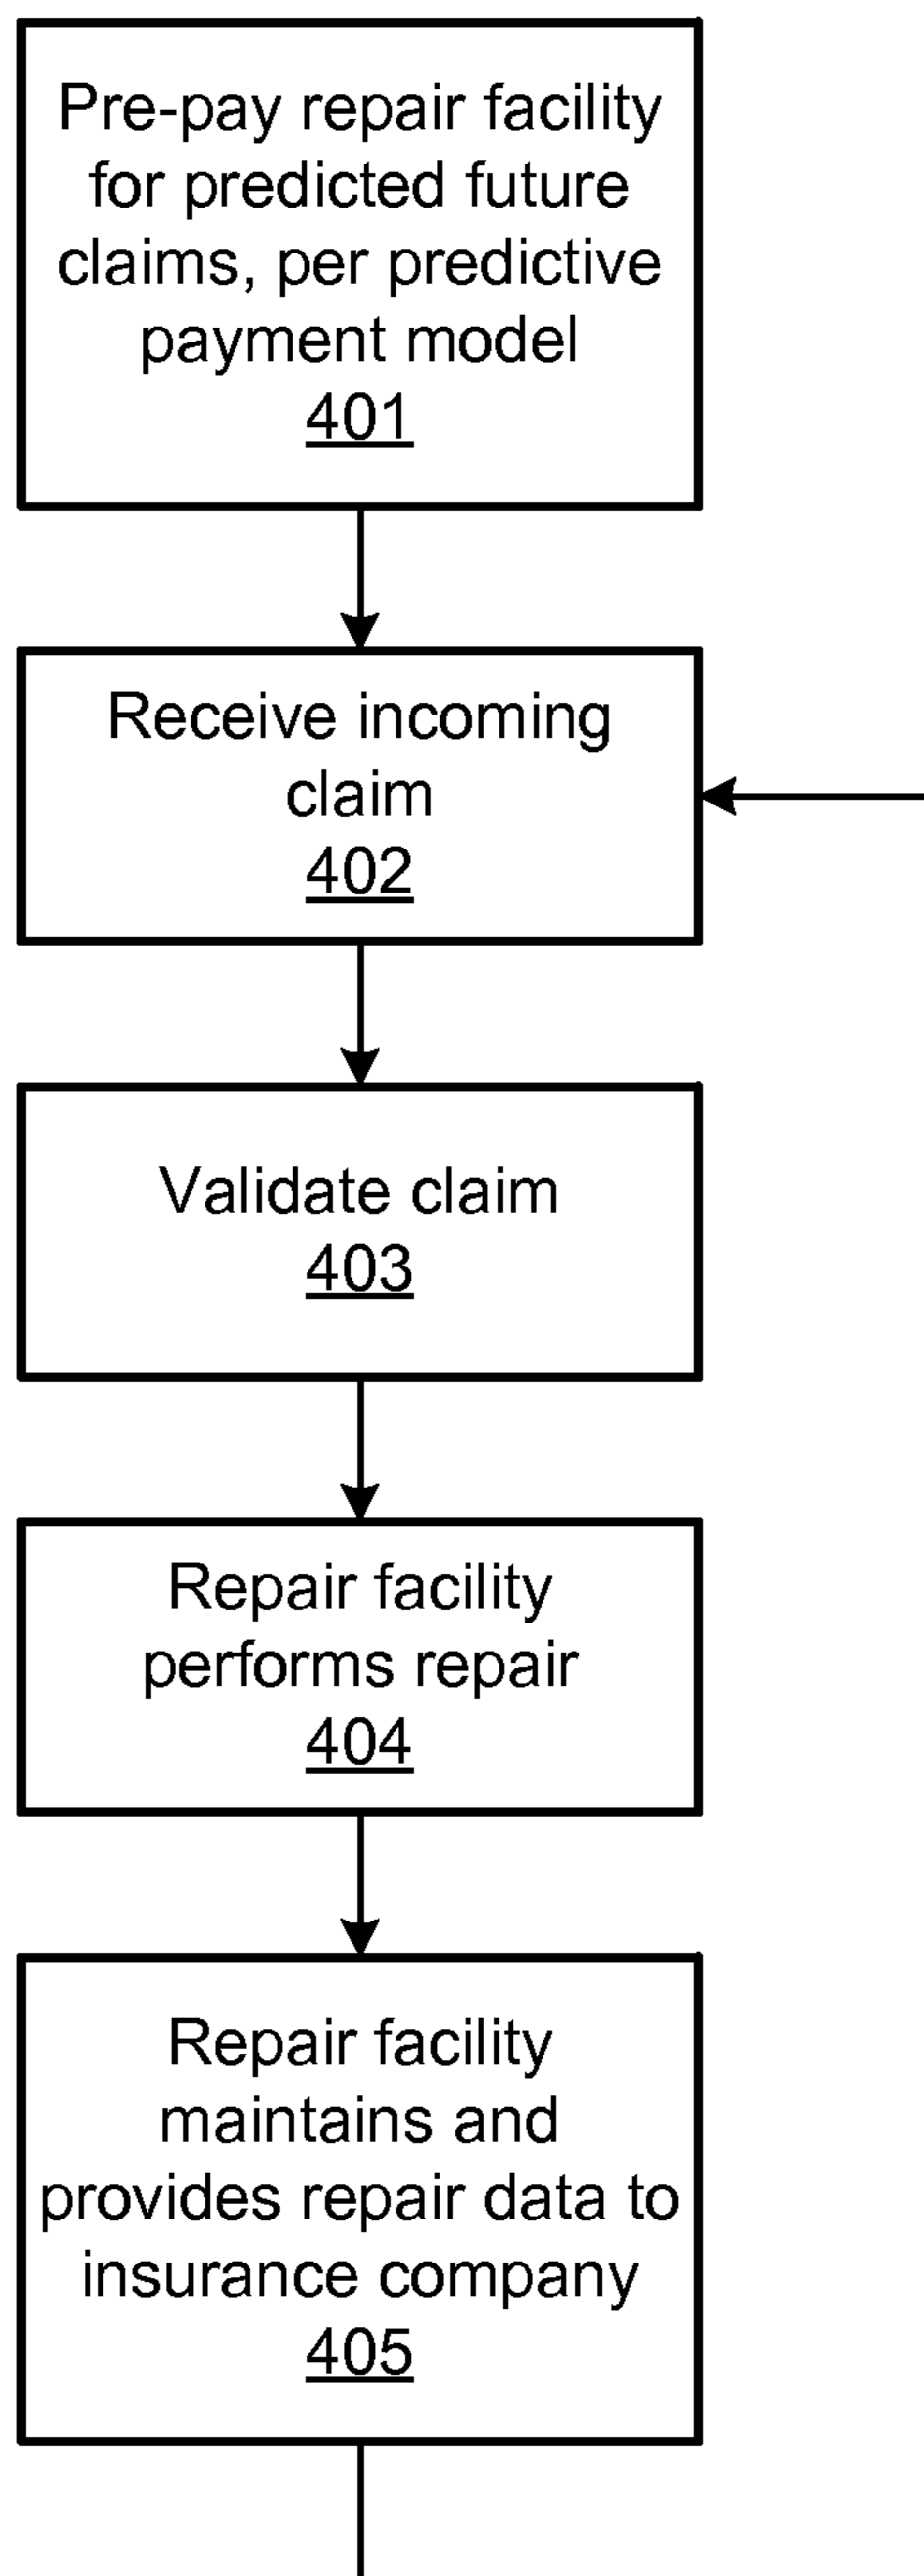 Pre-pay repair facility
for predicted future
claims, per predictive
payment model
401
Receive incoming
claim
402
Validate claim
403
Repair facility
performs repair
404
Repair facility
maintains and
provides repair data to
insurance company
405